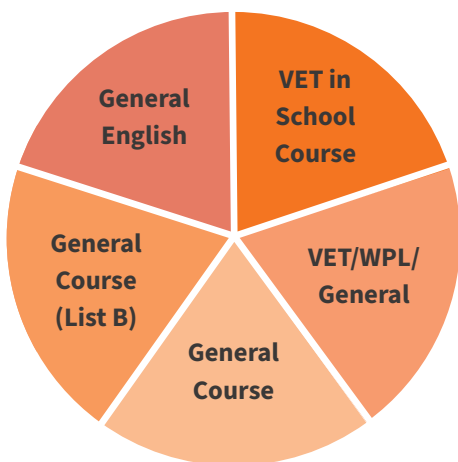 General
English
VET in
School
Course
General
Course
(List B)
VET/WPL/
General
General
Course